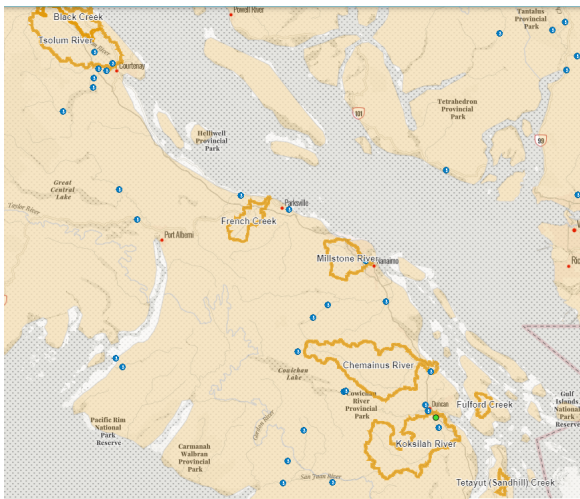 Black Creek
Powell River
Tantalus
Provincial
Park
Tsolum River
Courtenay
101
Tetrahedron
Provincial
Park
99
Helliwell
Provincial
Park
Great
Central
Lake
Taylor River
Parksville
French Creek
Port Alberni
Millstone River
Nanaimo
Chemainus River
Cowichan
Lake
Cowichan
River
Provincial
Park
Duncan
Fulford Creek
Gulf
Islands
National
Park
Reserve
Pacific Rim
National
Park
Reserve
Carmanah
Walbran
Provincial
Park
Koksilah River
San Juan River
Tetayut (Sandhill) Creek